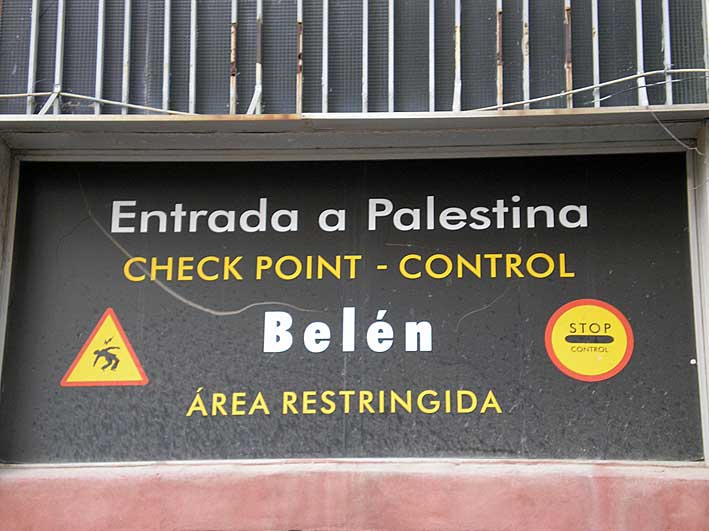 Entrada a Palestina
CHECK POINT - CONTROL
Belén
STOP
CONTROL
ÁREA RESTRINGIDA